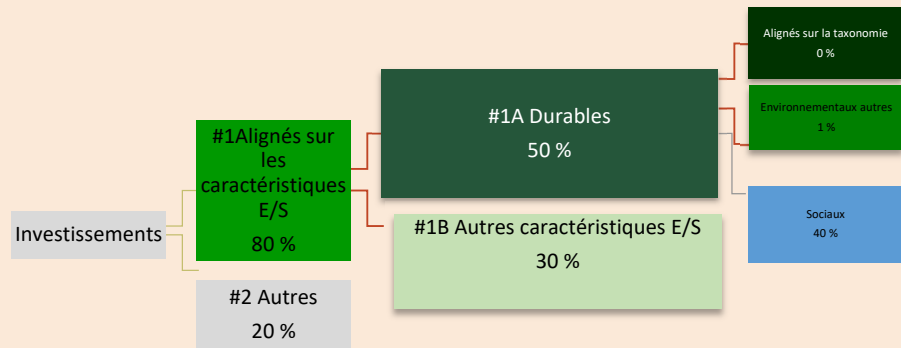 Investissements
#1Alignés sur
les
caractéristiques
E/S
80 %
#2 Autres
20 %
#1A Durables
50 %
#1B Autres caractéristiques E/S
30 %
Alignés sur la taxonomie
0 %
Environnementaux autres
1 %
Sociaux
40 %